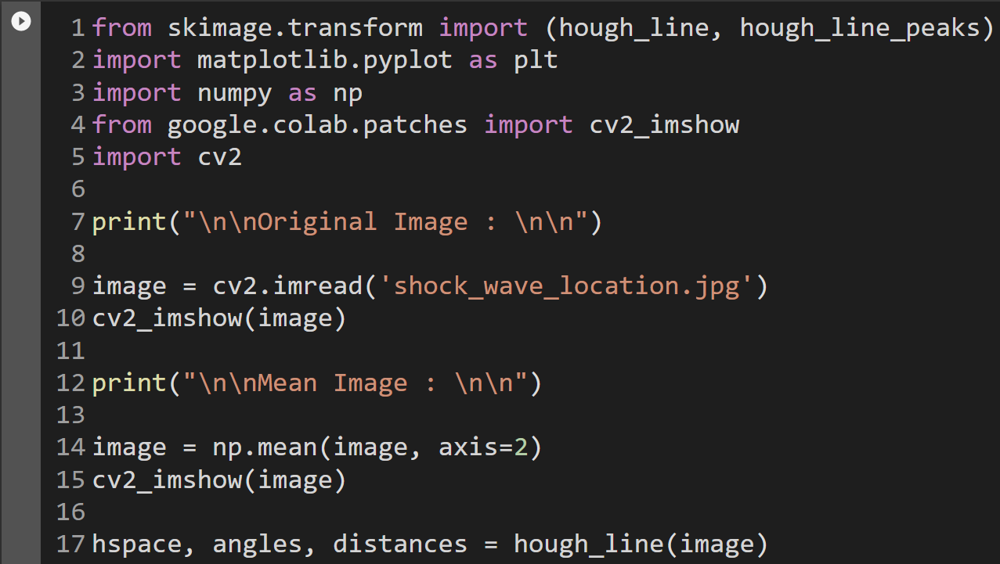 1 from skimage.transform import (hough_line, hough_line_peaks)
2 import matplotlib.pyplot as plt
3 import numpy as np
4 from google.colab.patches import cv2_imshow
5 import cv2
6
7 print("\n\nOriginal Image : \n\n")
8
9 image = cv2.imread('shock_wave_location.jpg')
10 cv2_imshow(image)
11
12 print("\n\nMean Image : \n\n")
13
14 image = np.mean(image, axis=2)
15 cv2_imshow(image)
16
17 hspace, angles, distances = hough_line(image)